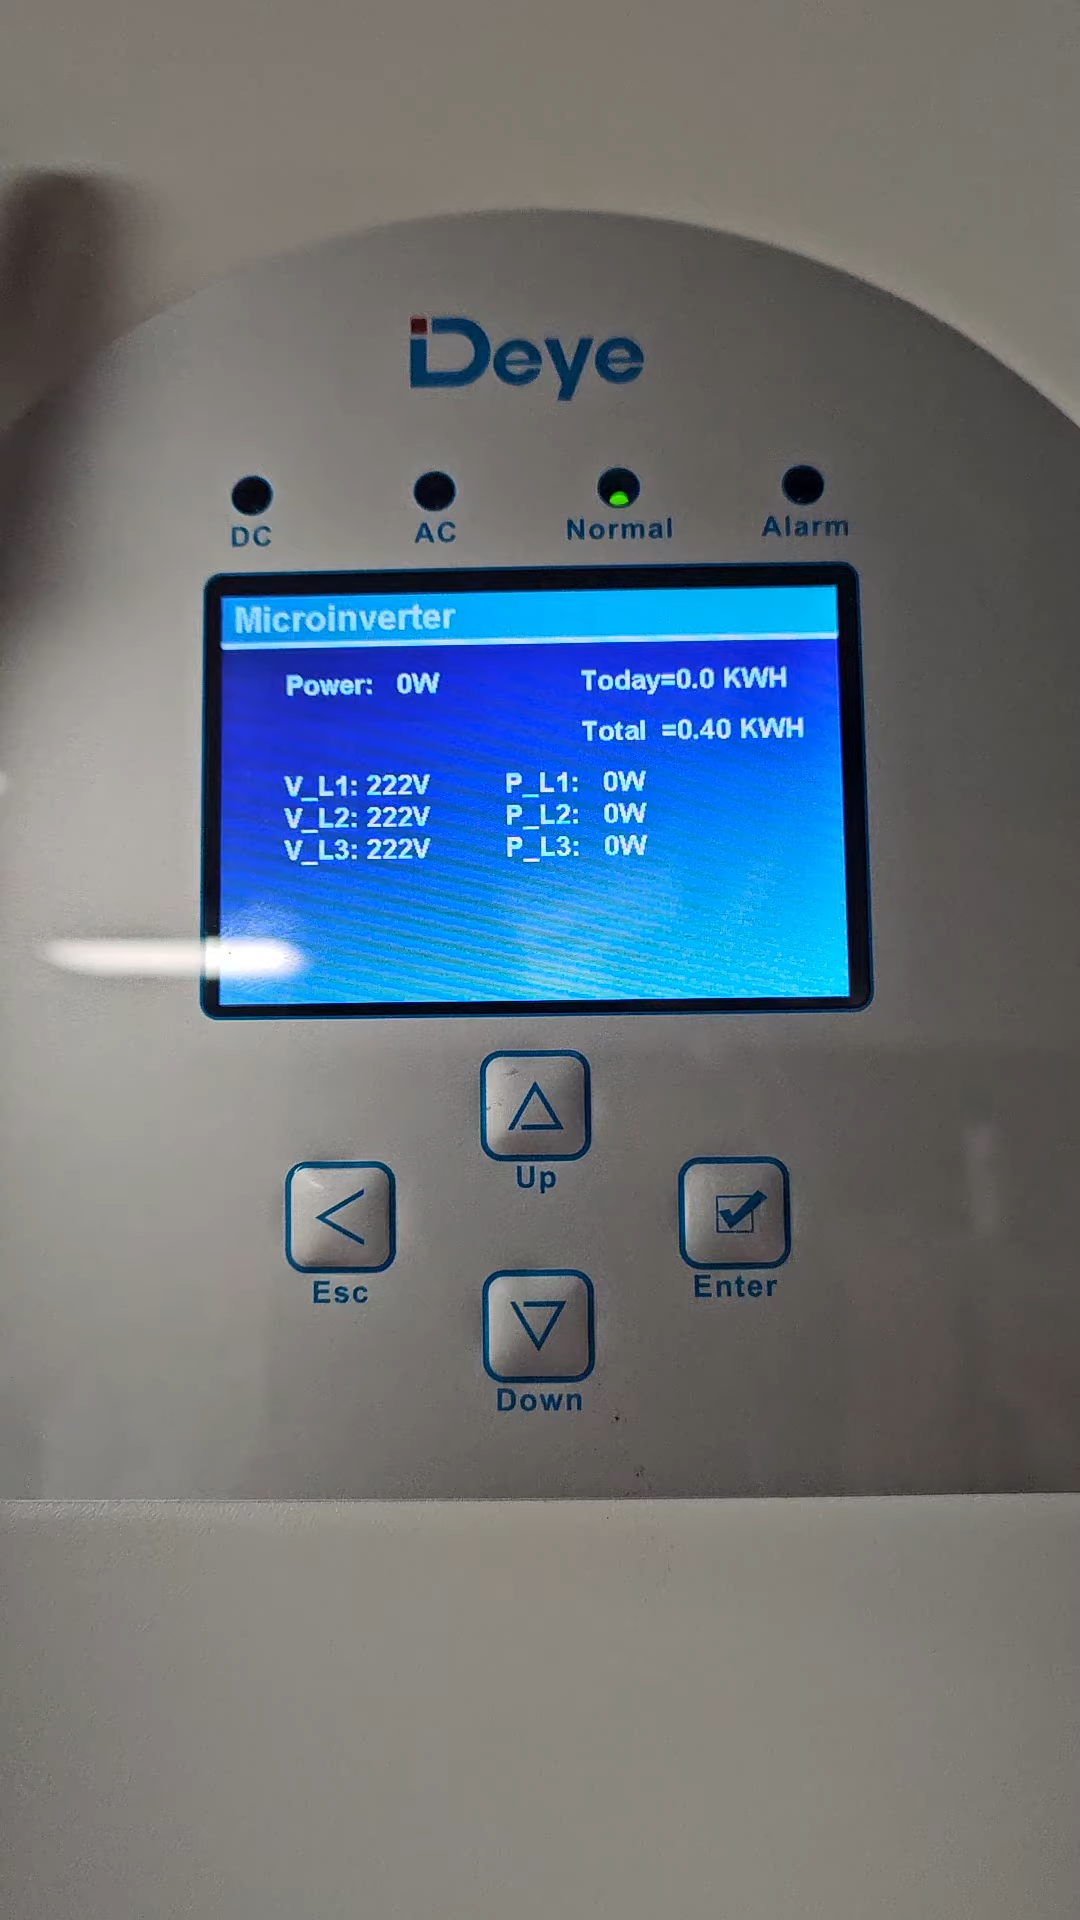 Deye
DC AC Normal Alarm
Microinverter
Power: 0W Today=0.0 KWH
Total =0.40 KWH
V_L1: 222V P_L1: 0W
V_L2: 222V P_L2: 0W
V_L3: 222V P_L3: 0W
Up
Esc Enter
Down